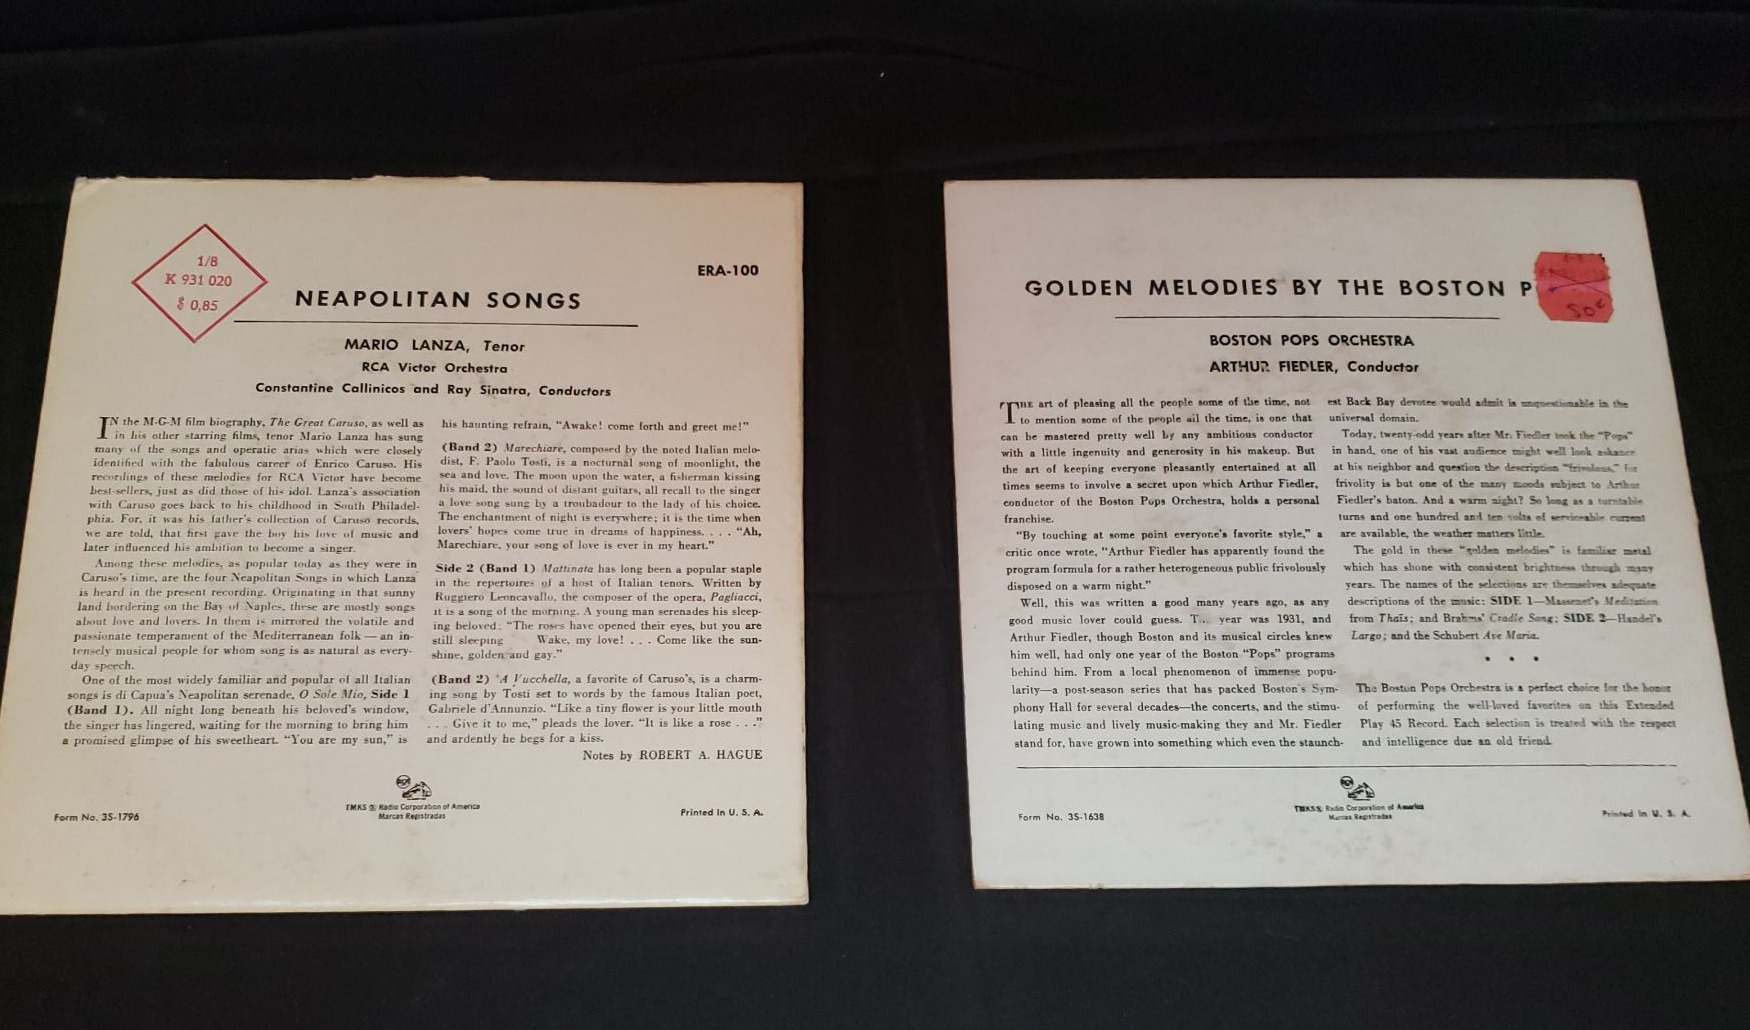 1/8
K 931 020
$ 0,85
ERA-100
NEAPOLITAN SONGS
MARIO LANZA, Tenor
RCA Victor Orchestra
Constantine Callinicos and Ray Sinatra, Conductors
IN the M-G-M film biography, The Great Caruso, as well as
in his other starring films, tenor Mario Lanza has sung
many of the songs and operatic arias which were closely
identified with the fabulous career of Enrico Caruso. His
recordings of these melodies for RCA Victor have become
best-sellers, just as did those of his idol. Lanza's association
with Caruso goes back to his childhood in South Philadel-
phia. For, it was his father's collection of Caruso records,
we are told, that first gave the boy his love of music and
later influenced his ambition to become a singer.
Among these melodies, as popular today as they were in
Caruso's time, are the four Neapolitan Songs in which Lanza
is heard in the present recording. Originating in that sunny
land bordering on the Bay of Naples, these are mostly songs
about love and lovers. In them is mirrored the volatile and
passionate temperament of the Mediterranean folk — an in-
tensely musical people for whom song is as natural as every-
day speech.
One of the most widely familiar and popular of all Italian
songs is di Capua's Neapolitan serenade, O Sole Mio, Side 1
(Band 1). All night long beneath his beloved's window,
the singer has lingered, waiting for the morning to bring him
a promised glimpse of his sweetheart. "You are my sun," is
his haunting refrain, "Awake! come forth and greet me!"
(Band 2) Marechiare, composed by the noted Italian melo-
dist, F. Paolo Tosti, is a nocturnal song of moonlight, the
sea and love. The moon upon the water, a fisherman kissing
his maid, the sound of distant guitars, all recall to the singer
a love song sung by a troubadour to the lady of his choice.
The enchantment of night is everywhere; it is the time when
lovers' hopes come true in dreams of happiness. . . . "Ah,
Marechiare, your song of love is ever in my heart."
Side 2 (Band 1) Mattinata has long been a popular staple
in the repertoires of a host of Italian tenors. Written by
Ruggiero Leoncavallo, the composer of the opera, Pagliacci,
it is a song of the morning. A young man serenades his sleep-
ing beloved: "The roses have opened their eyes, but you are
still sleeping Wake, my love! . . . Come like the sun-
shine, golden and gay."
(Band 2) 'A Vucchella, a favorite of Caruso's, is a charm-
ing song by Tosti set to words by the famous Italian poet,
Gabriele d'Annunzio. "Like a tiny flower is your little mouth
. . . Give it to me," pleads the lover. "It is like a rose . . ."
and ardently he begs for a kiss.
Notes by ROBERT A. HAGUE
RCA
TMKS ® Radio Corporation of America
Marcas Registradas
Form No. 3S-1796
Printed in U. S. A.
GOLDEN MELODIES BY THE BOSTON P
50¢
BOSTON POPS ORCHESTRA
ARTHUR FIEDLER, Conductor
THE art of pleasing all the people some of the time, not
to mention some of the people all the time, is one that
can be mastered pretty well by any ambitious conductor
with a little ingenuity and generosity in his makeup. But
the art of keeping everyone pleasantly entertained at all
times seems to involve a secret upon which Arthur Fiedler,
conductor of the Boston Pops Orchestra, holds a personal
franchise.
"By touching at some point everyone's favorite style," a
critic once wrote, "Arthur Fiedler has apparently found the
program formula for a rather heterogeneous public frivolously
disposed on a warm night."
Well, this was written a good many years ago, as any
good music lover could guess. T... year was 1931, and
Arthur Fiedler, though Boston and its musical circles knew
him well, had only one year of the Boston "Pops" programs
behind him. From a local phenomenon of immense popu-
larity—a post-season series that has packed Boston's Sym-
phony Hall for several decades—the concerts, and the stimu-
lating music and lively music-making they and Mr. Fiedler
stand for, have grown into something which even the staunch-
est Back Bay devotee would admit is unquestionable in the
universal domain.
Today, twenty-odd years after Mr. Fiedler took the "Pops"
in hand, one of his vast audience might well look askance
at his neighbor and question the description "frivolous," for
frivolity is but one of the many moods subject to Arthur
Fiedler's baton. And a warm night? So long as a turntable
turns and one hundred and ten volts of serviceable current
are available, the weather matters little.
The gold in these "golden melodies" is familiar metal
which has shone with consistent brightness through many
years. The names of the selections are themselves adequate
descriptions of the music: SIDE 1—Massenet's Meditation
from Thaïs; and Brahms' Cradle Song; SIDE 2—Handel's
Largo; and the Schubert Ave Maria.
• • •
The Boston Pops Orchestra is a perfect choice for the honor
of performing the well-loved favorites on this Extended
Play 45 Record. Each selection is treated with the respect
and intelligence due an old friend.
RCA
TMKS ® Radio Corporation of America
Marcas Registradas
Form No. 3S-1638
Printed in U. S. A.